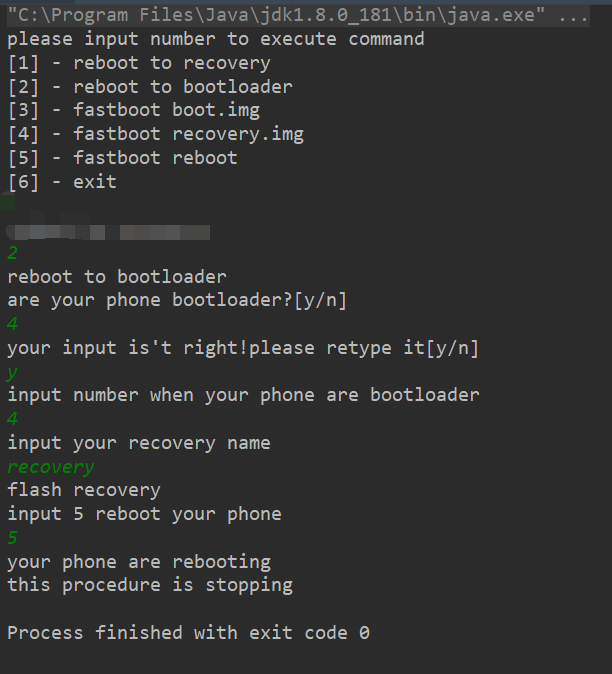 "C:\Program Files\Java\jdk1.8.0_181\bin\java.exe" ...
please input number to execute command
[1] - reboot to recovery
[2] - reboot to bootloader
[3] - fastboot boot.img
[4] - fastboot recovery.img
[5] - fastboot reboot
[6] - exit
2
reboot to bootloader
are your phone bootloader?[y/n]
4
your input is't right!please retype it[y/n]
y
input number when your phone are bootloader
4
input your recovery name
recovery
flash recovery
input 5 reboot your phone
5
your phone are rebooting
this procedure is stopping
Process finished with exit code 0